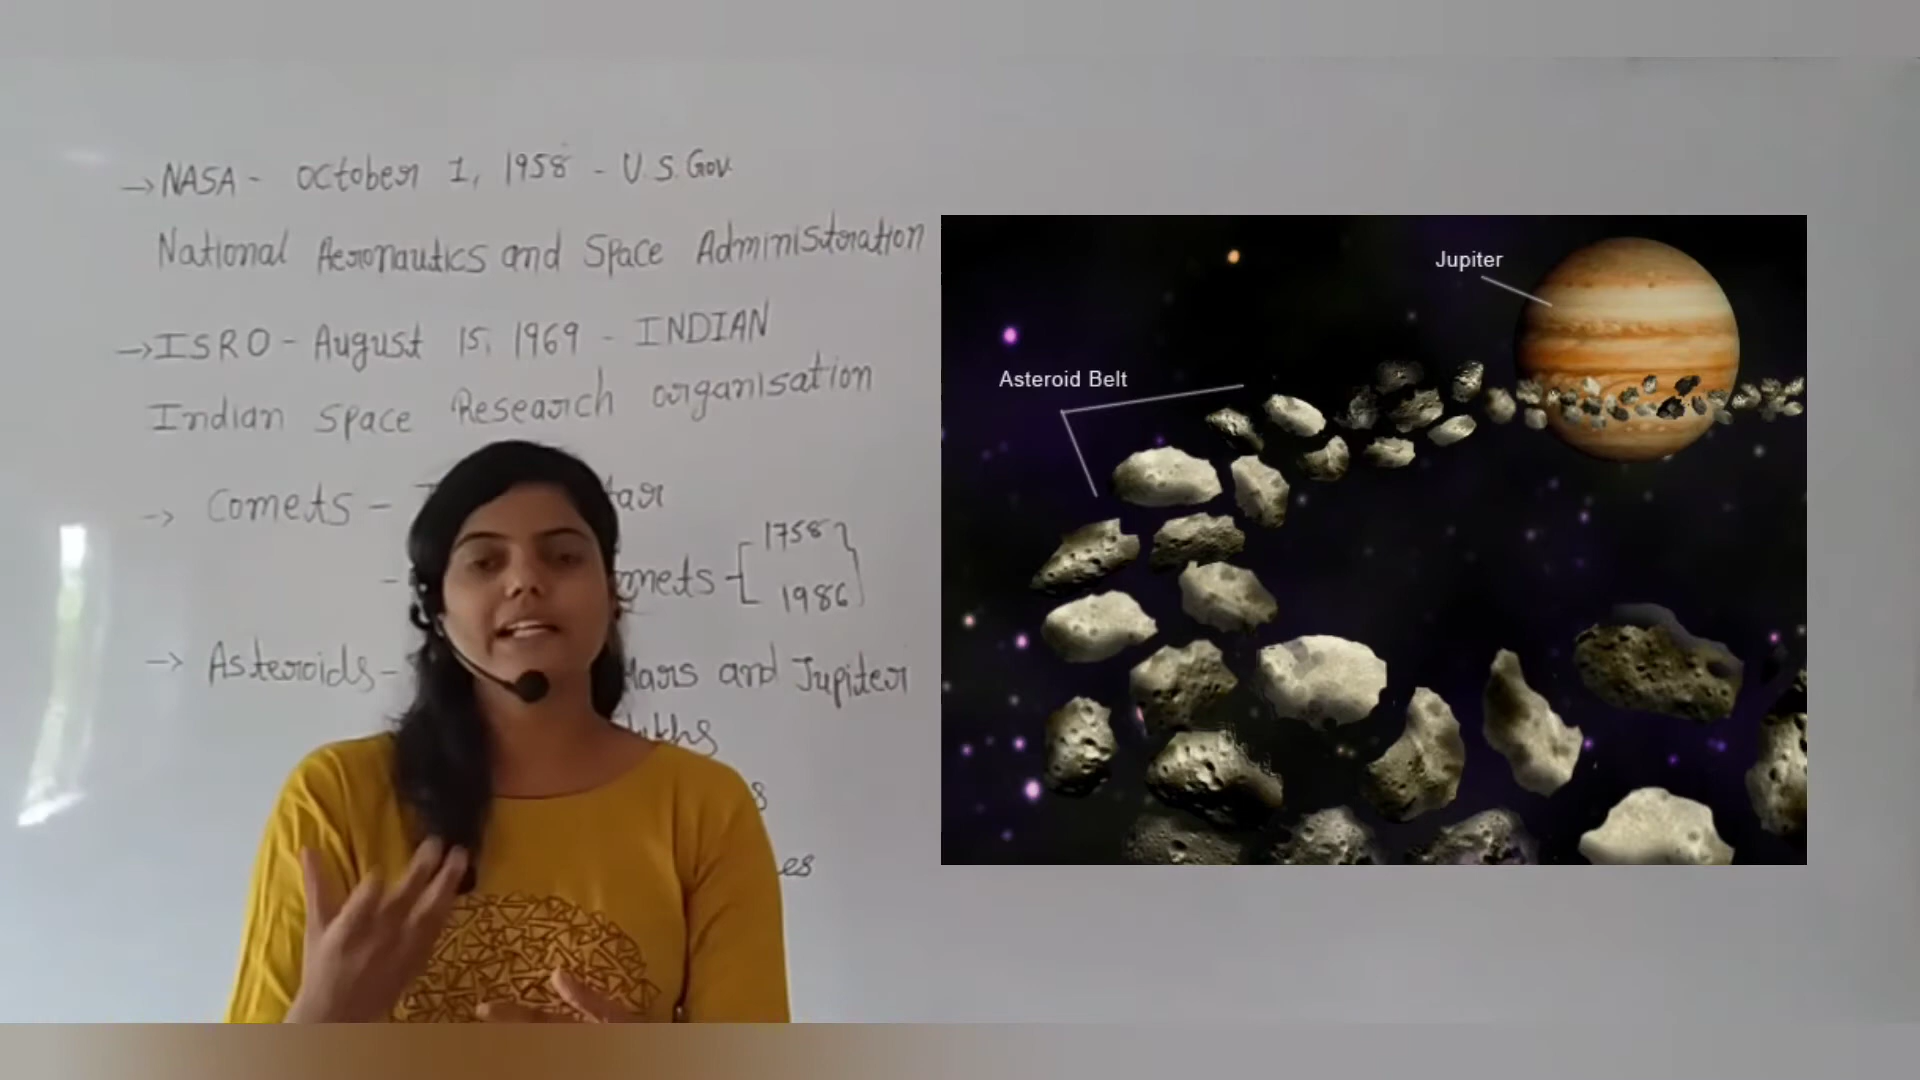 → NASA - October 1, 1958 - U.S. Gov.
National Aeronautics and Space Administration
→ ISRO - August 15, 1969 - INDIAN
Indian Space Research organisation
→ Comets -
1758
1986
→ Asteroids - Mars and Jupiter
Jupiter
Asteroid Belt